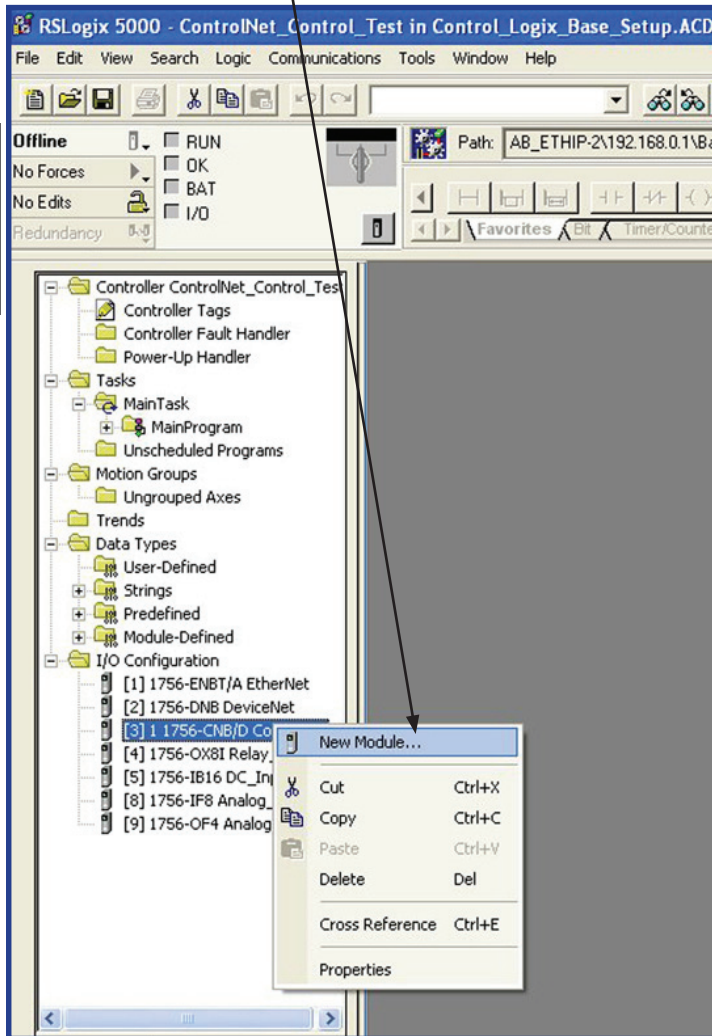 RSLogix 5000 - ControlNet_Control_Test in Control_Logix_Base_Setup.ACD
File Edit View Search Logic Communications Tools Window Help
Offline
RUN
No Forces
OK
BAT
No Edits
I/O
Redundancy
Path: AB_ETHIP-2\192.168.0.1\Ba
Favorites Bit Timer/Counte
Controller ControlNet_Control_Tes
Controller Tags
Controller Fault Handler
Power-Up Handler
Tasks
MainTask
MainProgram
Unscheduled Programs
Motion Groups
Ungrouped Axes
Trends
Data Types
User-Defined
Strings
Predefined
Module-Defined
I/O Configuration
[1] 1756-ENBT/A EtherNet
[2] 1756-DNB DeviceNet
[3] 1 1756-CNB/D Co
[4] 1756-OX8I Relay_
[5] 1756-IB16 DC_In
[8] 1756-IF8 Analog_
[9] 1756-OF4 Analog
New Module...
Cut Ctrl+X
Copy Ctrl+C
Paste Ctrl+V
Delete Del
Cross Reference Ctrl+E
Properties